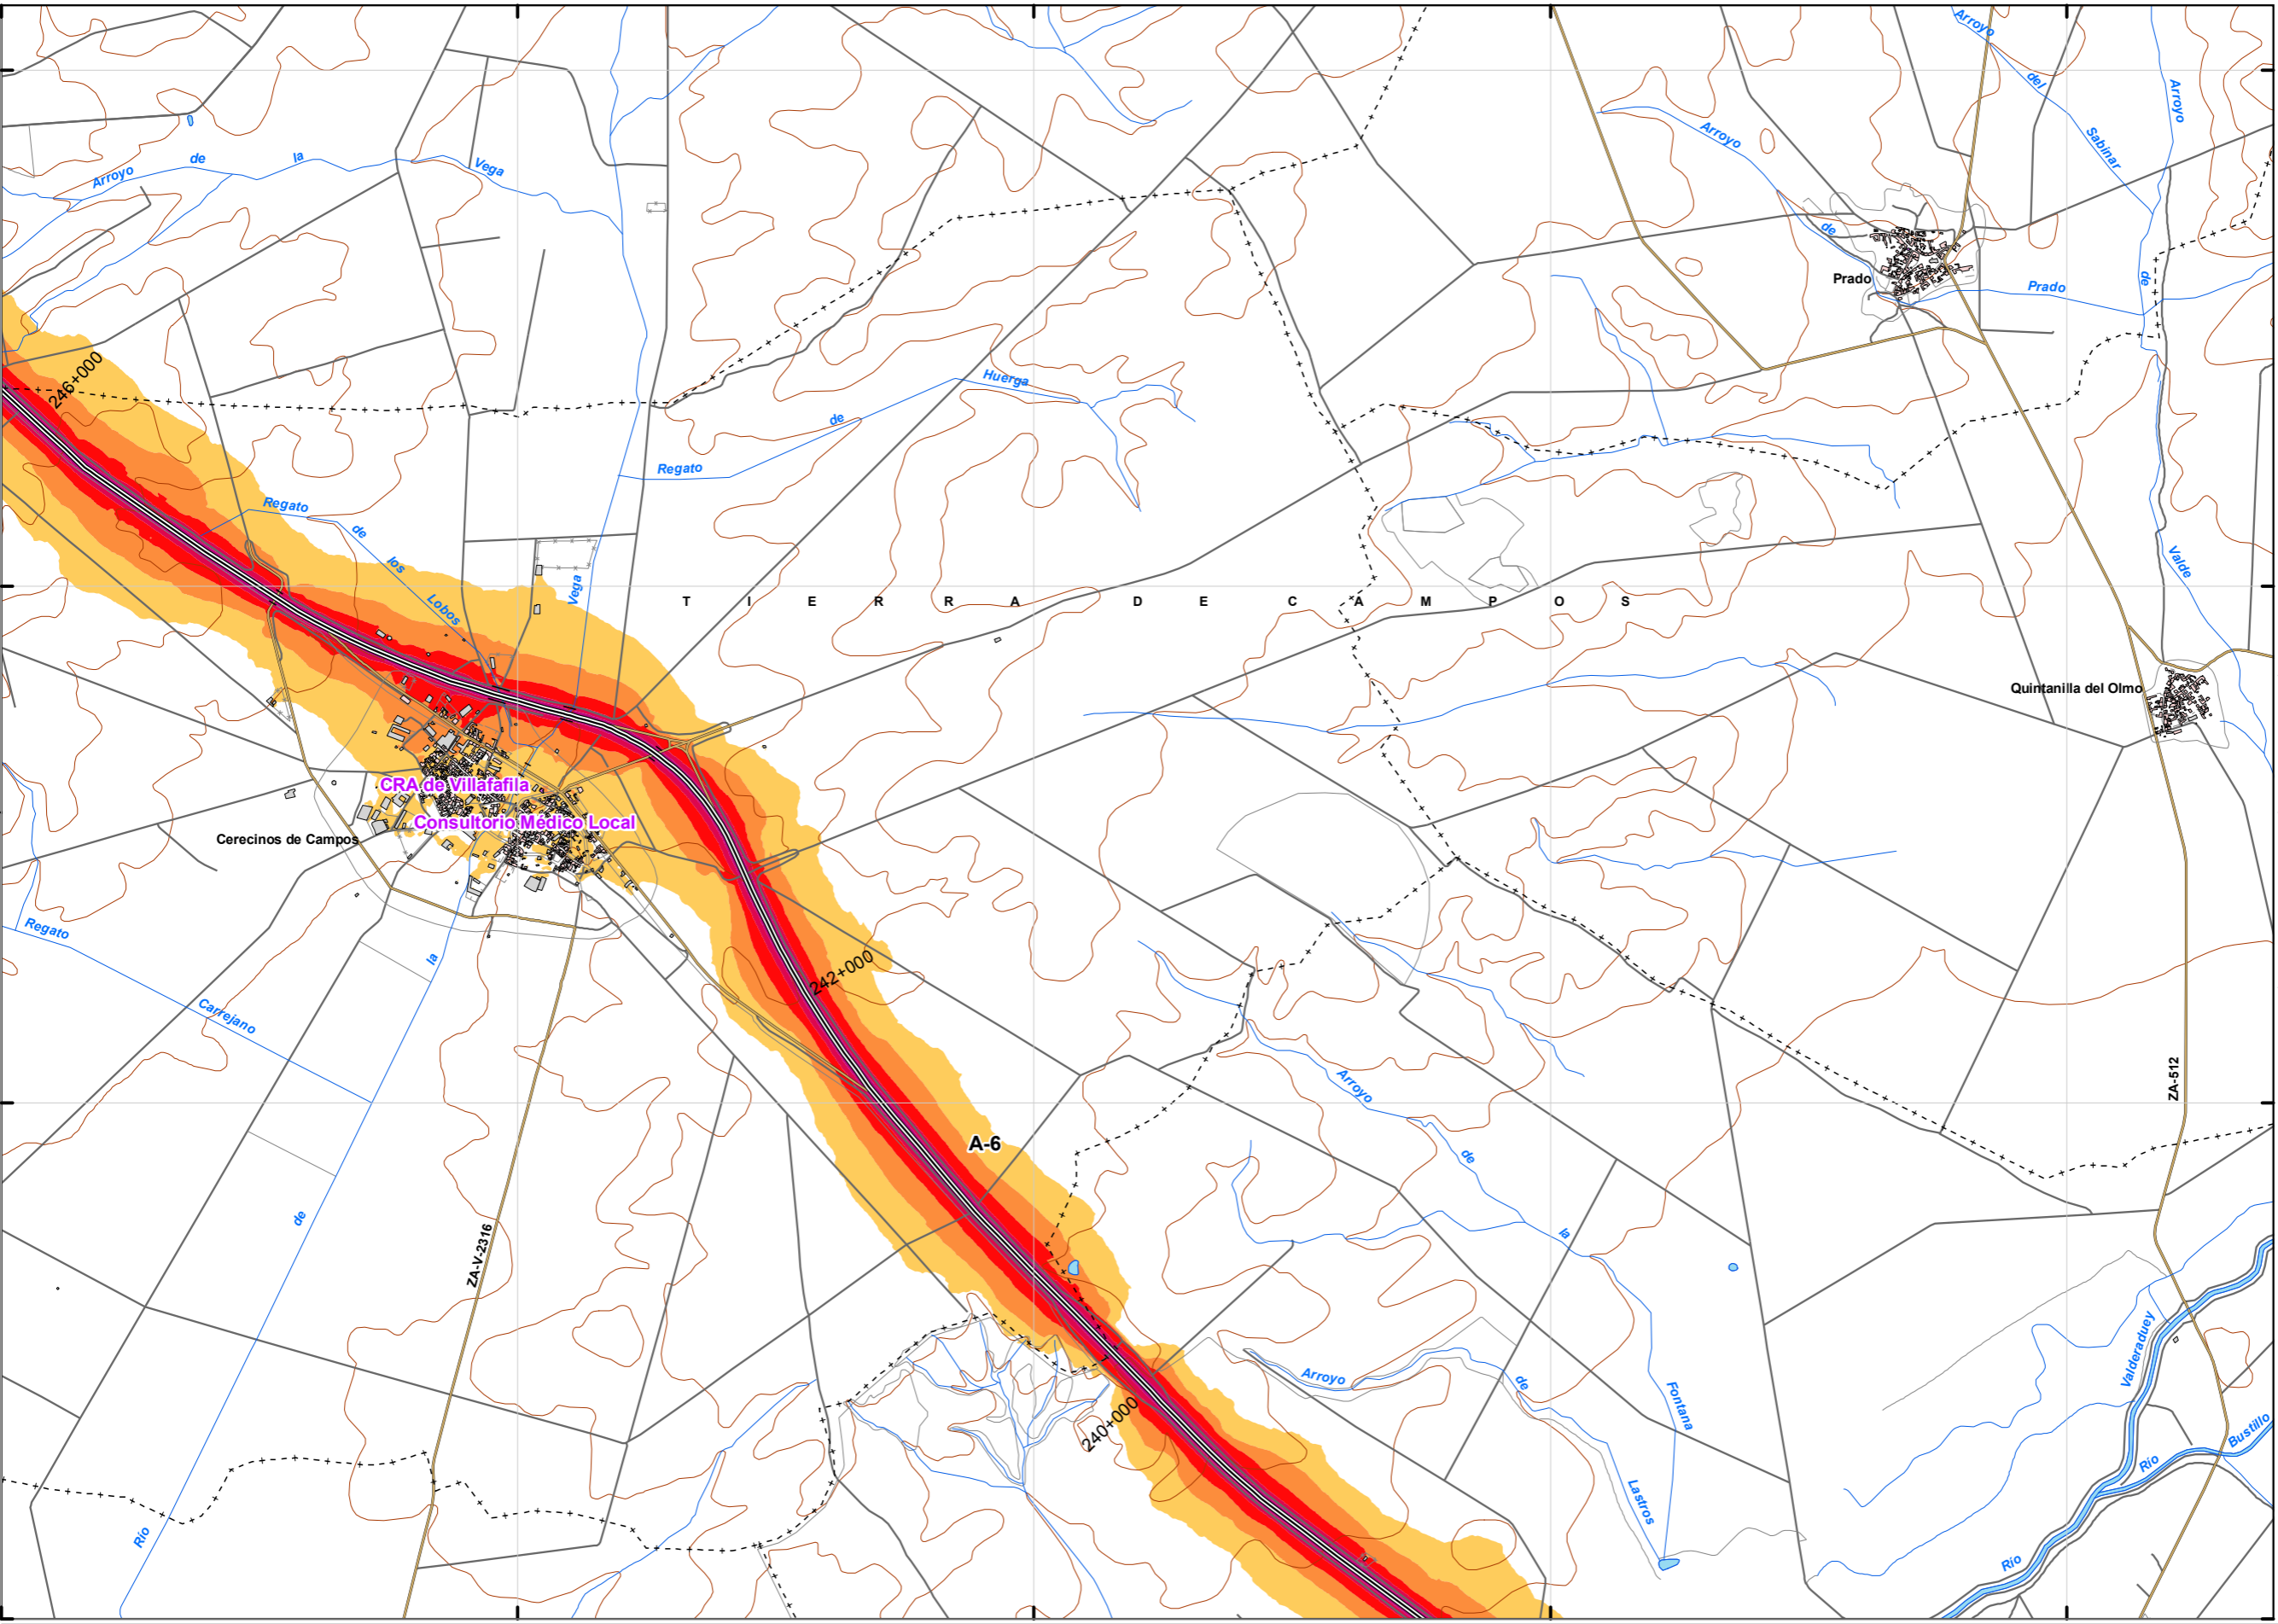 Arroyo
del
Sabinar
Arroyo
de
Valde
Arroyo
de
Prado
Prado
Arroyo
de
la
Vega
246+000
Huerga
de
Regato
Regato
de
los
Lobos
Vega
T I E R R A D E C A M P O S
Quintanilla del Olmo
CRA de Villafafila
Consultorio Médico Local
Cerecinos de Campos
Regato
Carrejano
la
de
Río
242+000
A-6
ZA-512
ZA-V-2316
Arroyo
de
la
Fontana
Arroyo
de
Lastros
240+000
Valderaduey
Río
Bustillo
Río